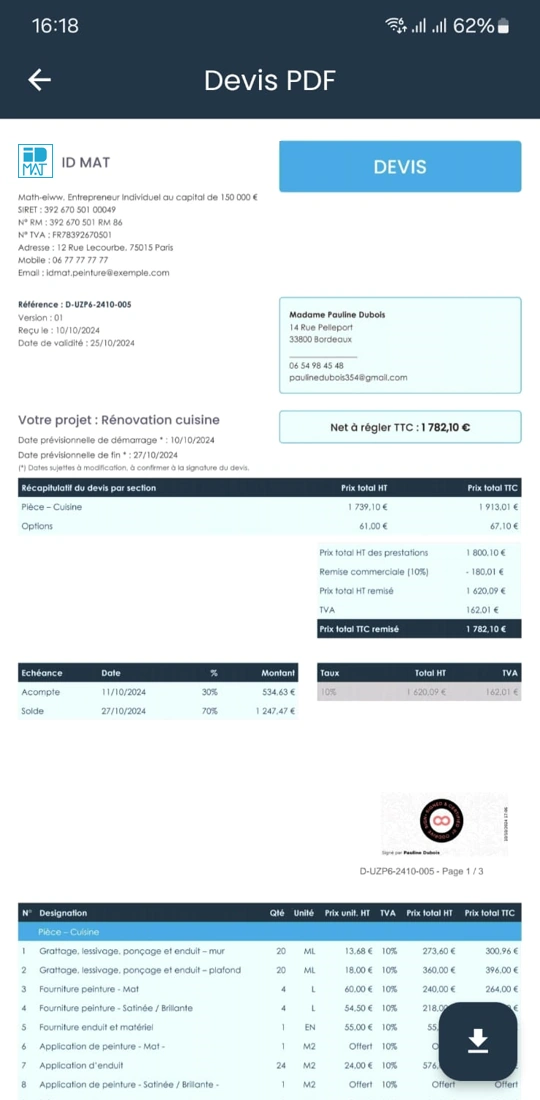 16:18
62%
Devis PDF
iD MAT
ID MAT
DEVIS
Math-eiww, Entrepreneur Individuel au capital de 150 000 €
SIRET : 392 670 501 00049
N° RM : 392 670 501 RM 86
N° TVA : FR78392670501
Adresse : 12 Rue Lecourbe, 75015 Paris
Mobile : 06 77 77 77 77
Email : idmat.peinture@exemple.com
Référence : D-UZP6-2410-005
Version : 01
Reçu le : 10/10/2024
Date de validité : 25/10/2024
Madame Pauline Dubois
14 Rue Pelleport
33800 Bordeaux
06 54 98 45 48
paulinedubois354@gmail.com
Votre projet : Rénovation cuisine
Net à régler TTC : 1 782,10 €
Date prévisionnelle de démarrage * : 10/10/2024
Date prévisionnelle de fin * : 27/10/2024
(*) Dates sujettes à modification, à confirmer à la signature du devis.
Récapitulatif du devis par section Prix total HT Prix total TTC
Pièce – Cuisine 1 739,10 € 1 913,01 €
Options 61,00 € 67,10 €
Prix total HT des prestations 1 800,10 €
Remise commerciale (10%) - 180,01 €
Prix total HT remisé 1 620,09 €
TVA 162,01 €
Prix total TTC remisé 1 782,10 €
Echéance Date % Montant
Acompte 11/10/2024 30% 534,63 €
Solde 27/10/2024 70% 1 247,47 €
Taux Total HT TVA
10% 1 620,09 € 162,01 €
Signé par Pauline Dubois
D-UZP6-2410-005 - Page 1 / 3
N° Designation Qté Unité Prix unit. HT TVA Prix total HT Prix total TTC
Pièce – Cuisine
1 Grattage, lessivage, ponçage et enduit – mur 20 ML 13,68 € 10% 273,60 € 300,96 €
2 Grattage, lessivage, ponçage et enduit – plafond 20 ML 18,00 € 10% 360,00 € 396,00 €
3 Fourniture peinture - Mat 4 L 60,00 € 10% 240,00 € 264,00 €
4 Fourniture peinture - Satinée / Brillante 4 L 54,50 € 10% 218,00 €
5 Fourniture enduit et matériel 1 EN 55,00 € 10% 55,
6 Application de peinture - Mat - 1 M2 Offert 10% O
7 Application d'enduit 24 M2 24,00 € 10% 576,
8 Application de peinture - Satinée / Brillante - 1 M2 Offert 10% Offert Offert